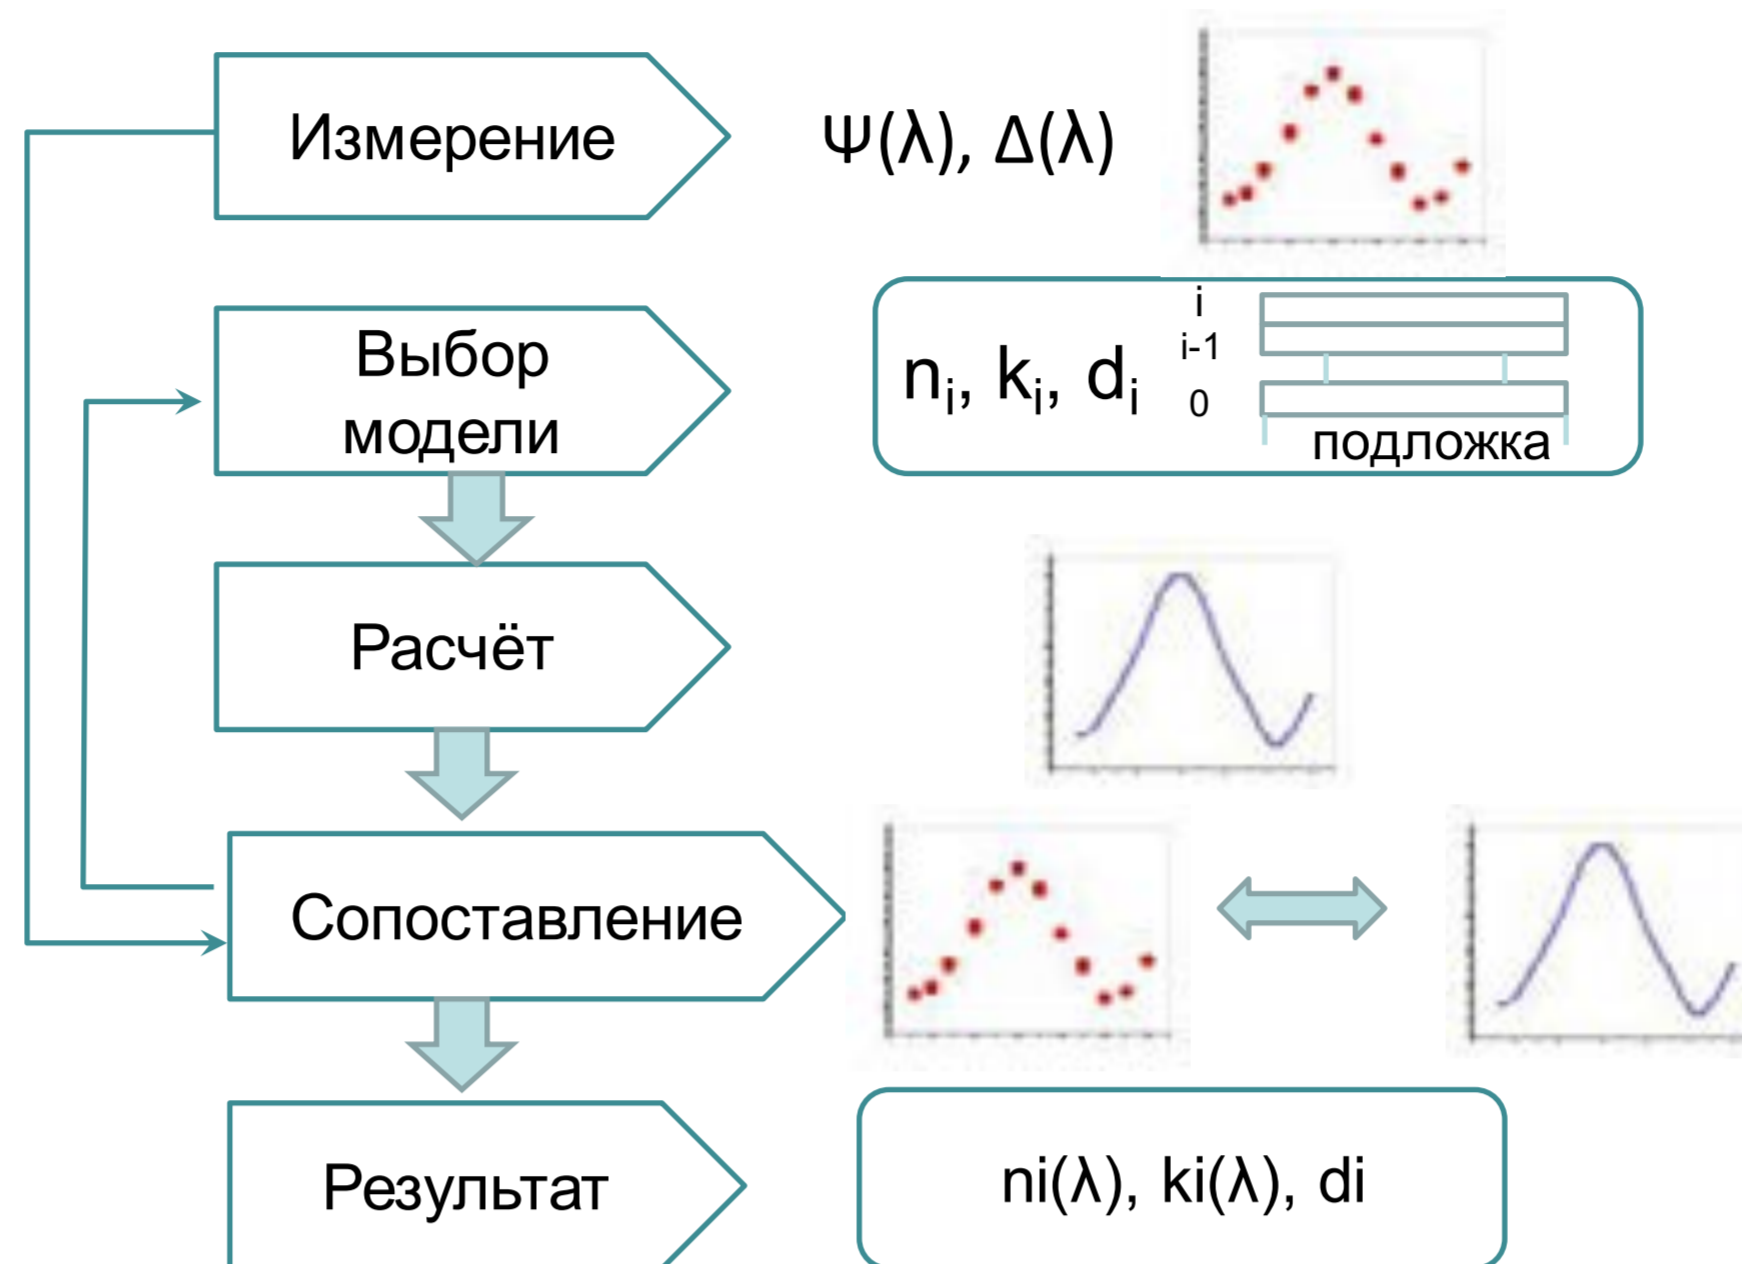 Измерение
Ψ(λ), Δ(λ)
Выбор
модели
nᵢ, kᵢ, dᵢ
i
i-1
0
подложка
Расчёт
Сопоставление
Результат
ni(λ), ki(λ), di